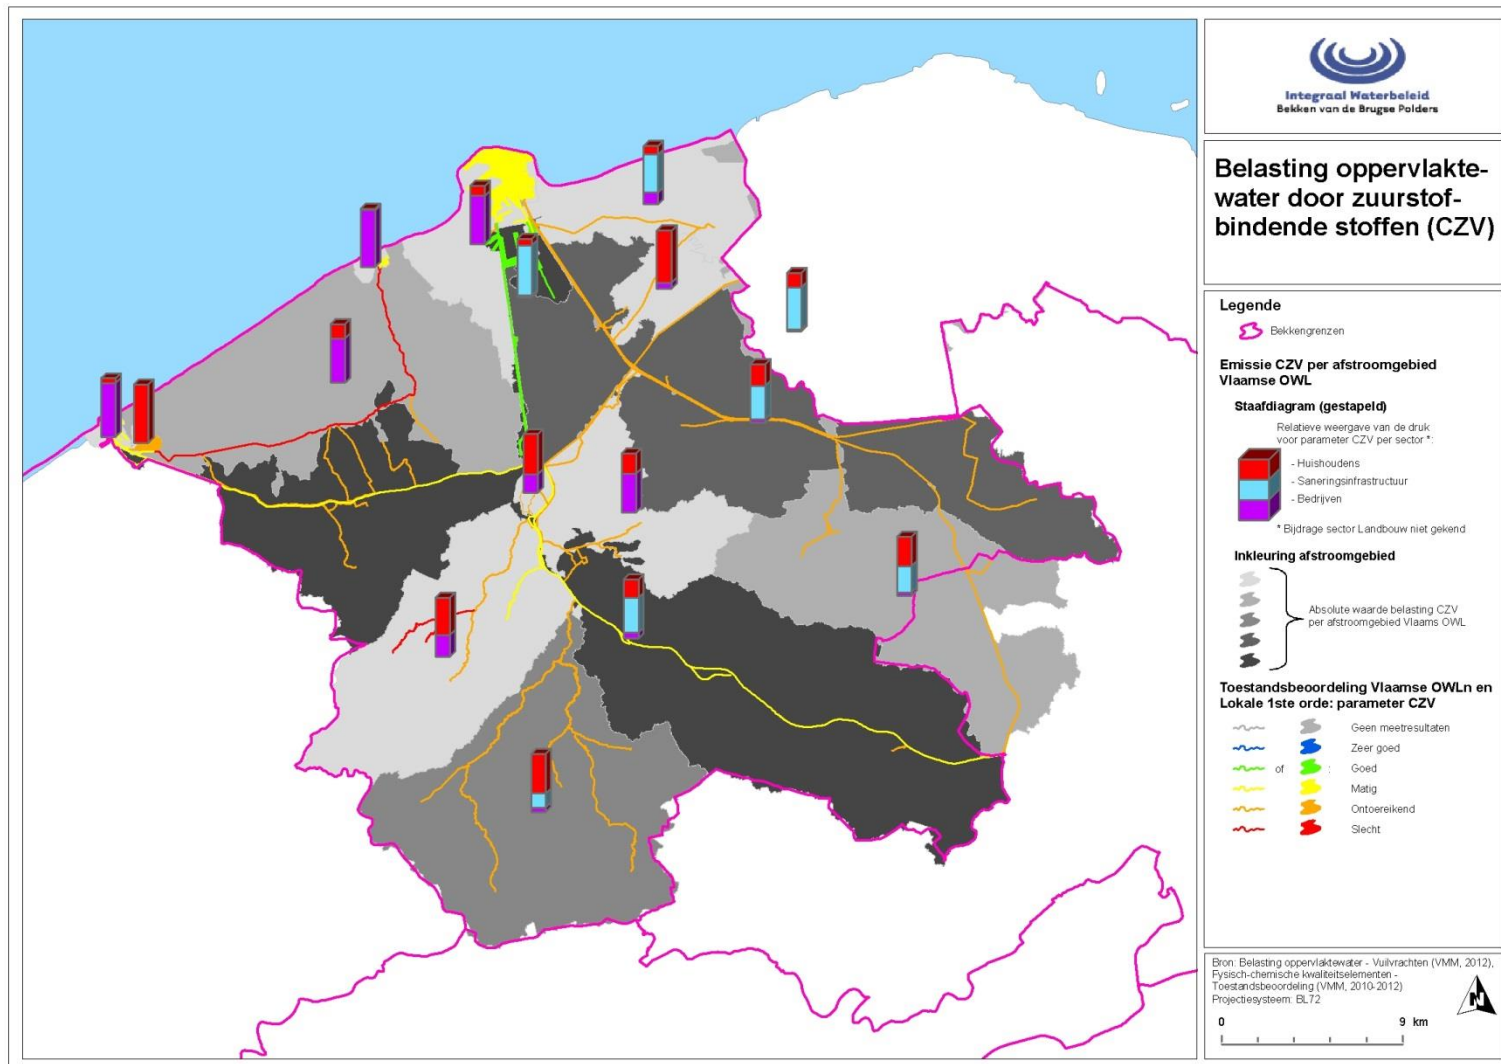 Integraal Waterbeleid
Bekken van de Brugse Polders
Belasting oppervlakte-
water door zuurstof-
bindende stoffen (CZV)
Legende
Bekkengrenzen
Emissie CZV per afstroomgebied
Vlaamse OWL
Staafdiagram (gestapeld)
Relatieve weergave van de druk
voor parameter CZV per sector *:
- Huishoudens
- Saneringsinfrastructuur
- Bedrijven
* Bijdrage sector Landbouw niet gekend
Inkleuring afstroomgebied
Absolute waarde belasting CZV
per afstroomgebied Vlaams OWL
Toestandsbeoordeling Vlaamse OWLn en
Lokale 1ste orde: parameter CZV
Geen meetresultaten
Zeer goed
of : Goed
Matig
Ontoereikend
Slecht
Bron: Belasting oppervlaktewater - Vuilvrachten (VMM, 2012),
Fysisch-chemische kwaliteitselementen -
Toestandsbeoordeling (VMM, 2010-2012)
Projectiesysteem: BL72
N
0 9 km